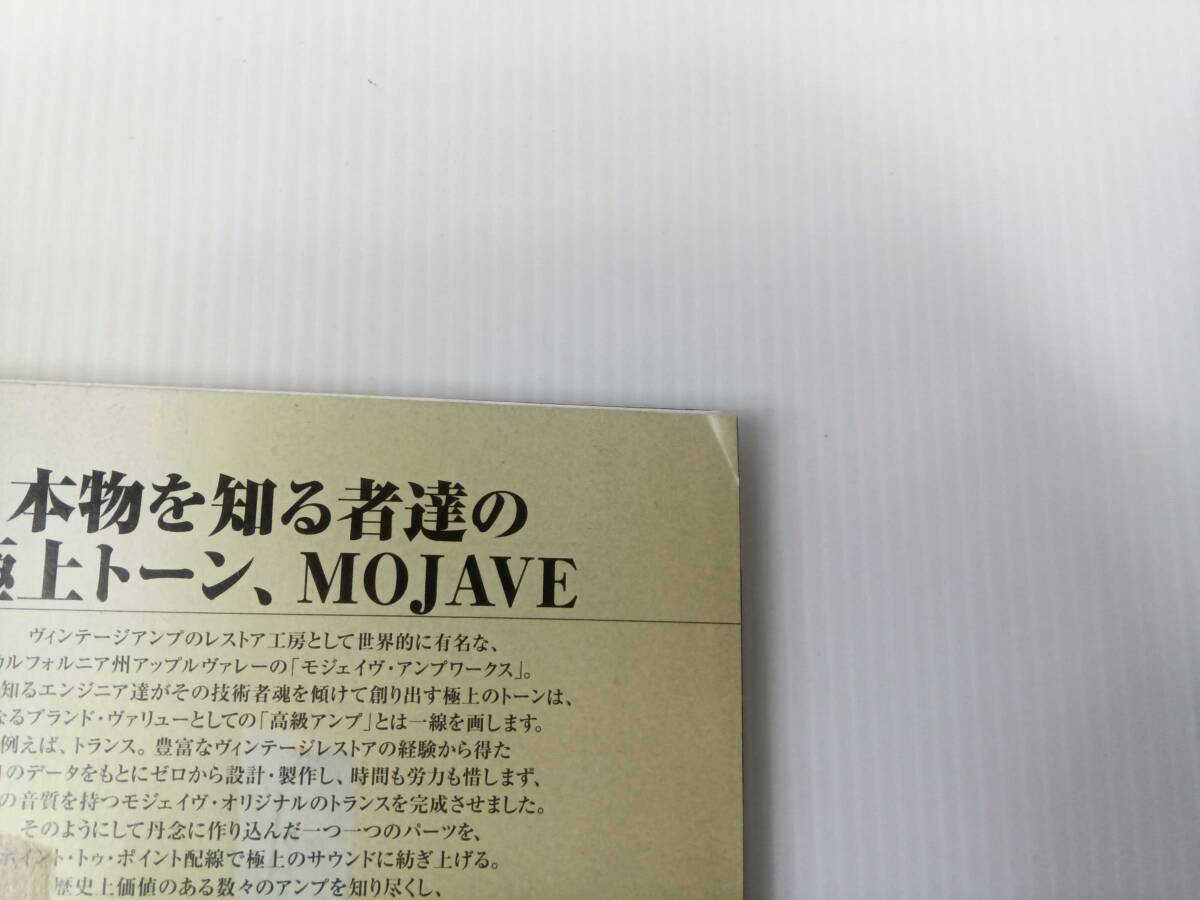 本物を知る者達の
極上トーン、MOJAVE
ヴィンテージアンプのレストア工房として世界的に有名な、
カルフォルニア州アップルヴァレーの「モジェイヴ・アンプワークス」。
知るエンジニア達がその技術者魂を傾けて創り出す極上のトーンは、
なるブランド・ヴァリューとしての「高級アンプ」とは一線を画します。
例えば、トランス。豊富なヴィンテージレストアの経験から得た
のデータをもとにゼロから設計・製作し、時間も労力も惜しまず、
の音質を持つモジェイヴ・オリジナルのトランスを完成させました。
そのようにして丹念に作り込んだ一つ一つのパーツを、
ポイント・トゥ・ポイント配線で極上のサウンドに紡ぎ上げる。
歴史上価値のある数々のアンプを知り尽くし、